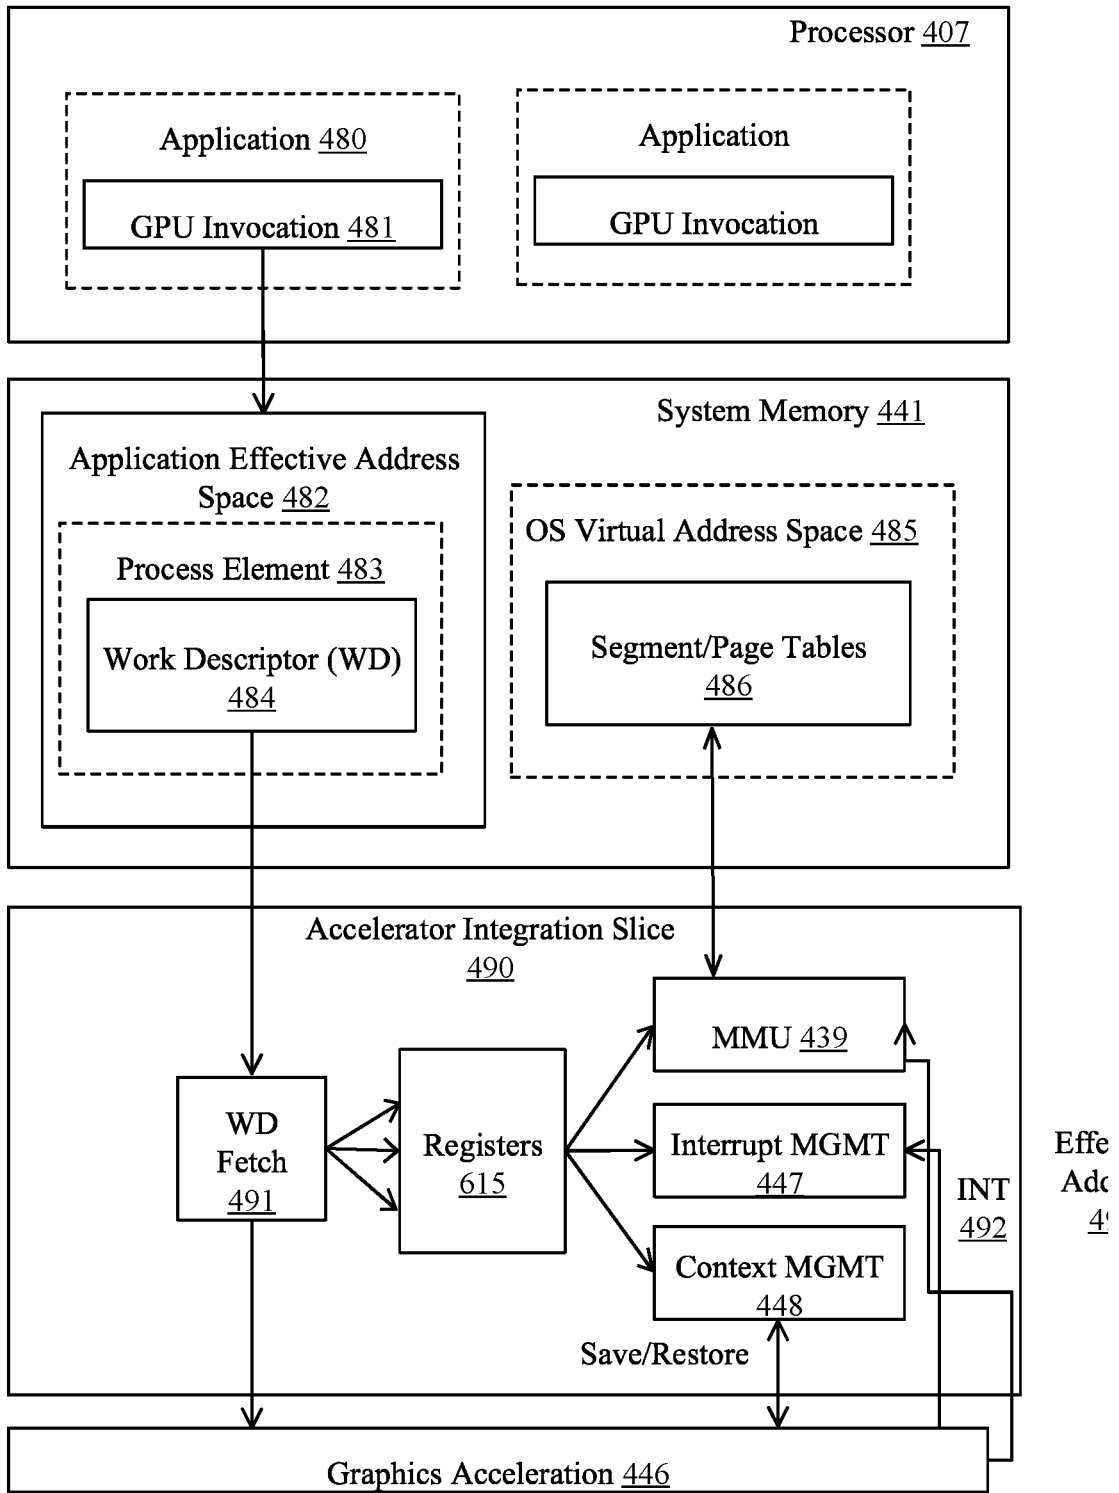 Processor 407
Application 480
Application
GPU Invocation 481
GPU Invocation
System Memory 441
Application Effective Address
Space 482
OS Virtual Address Space 485
Process Element 483
Segment/Page Tables
486
Work Descriptor (WD)
484
Accelerator Integration Slice
490
MMU 439
WD
Fetch
491
Registers
615
Interrupt MGMT
447
INT
492
Context MGMT
448
Save/Restore
Graphics Acceleration 446